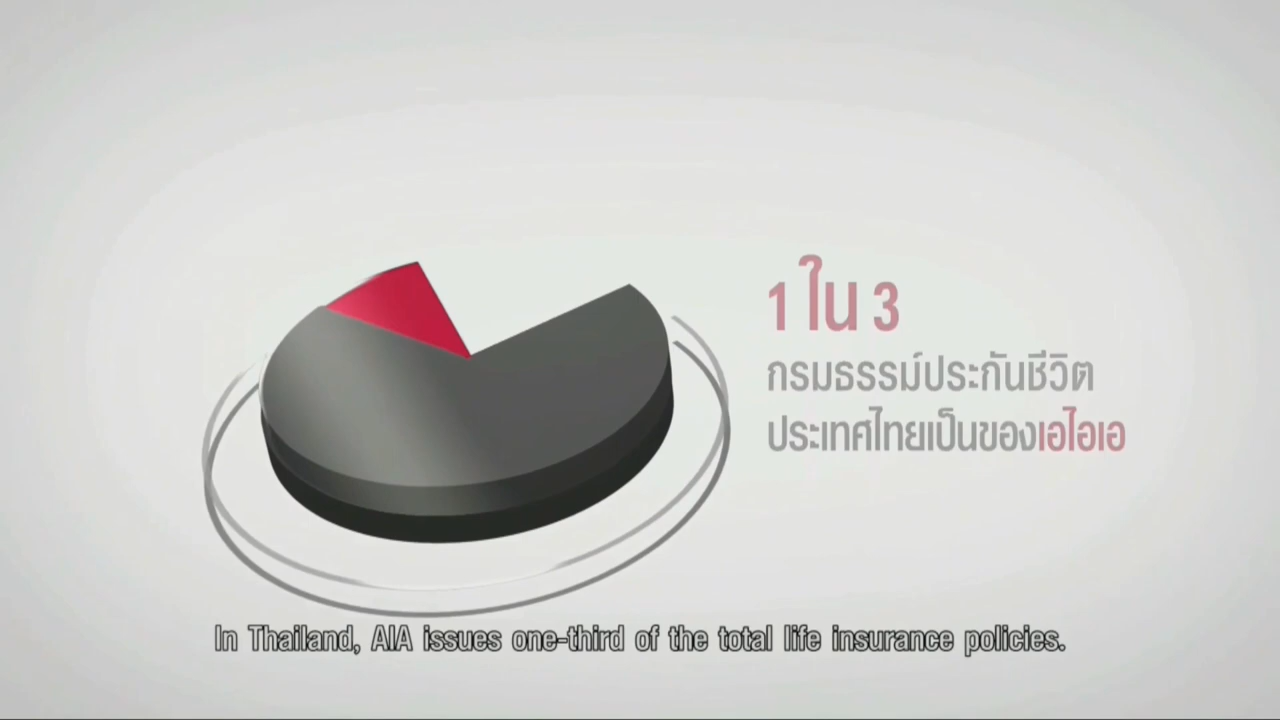 1 ใน 3
กรมธรรม์ประกันชีวิต
ประเทศไทยเป็นของเอไอเอ
In Thailand, AIA issues one-third of the total life insurance policies.